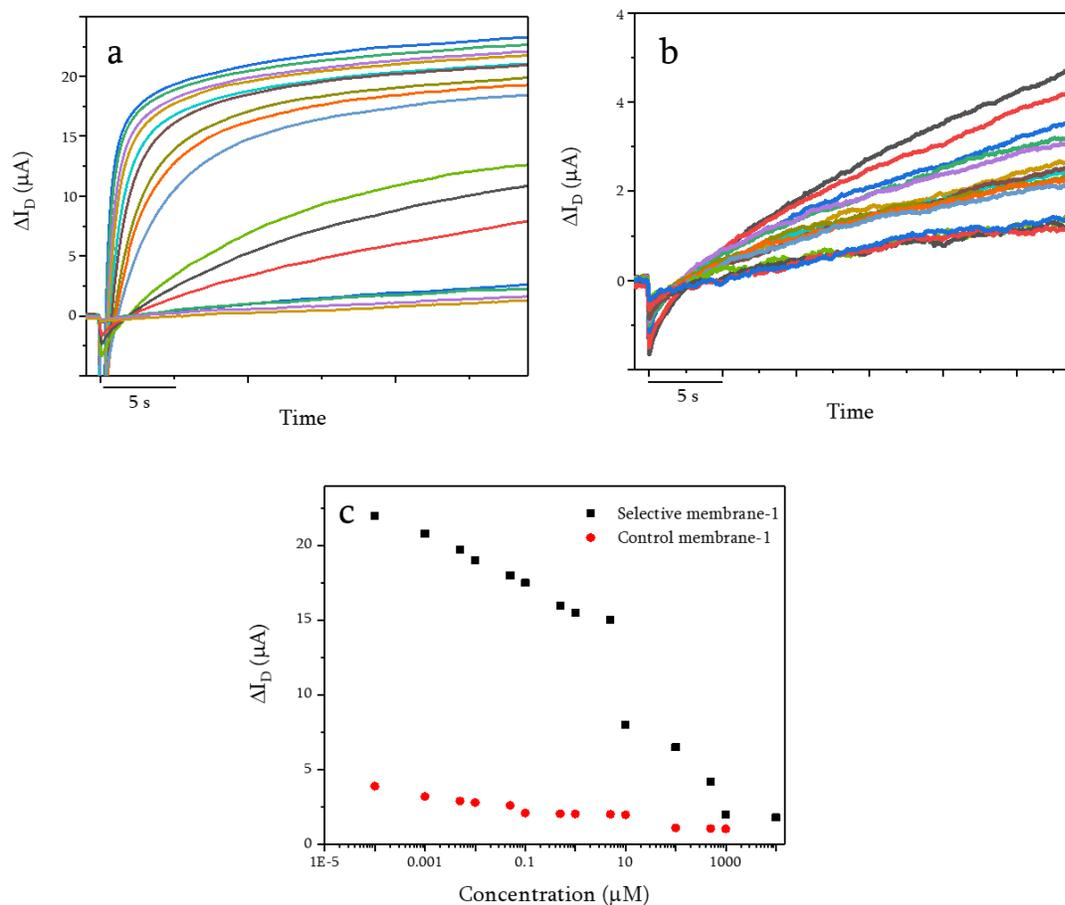 a
20
15
10
5
0
ΔI_D (μA)
5 s
Time
b
4
4
2
0
ΔI_D (μA)
5 s
Time
c
Selective membrane-1
Control membrane-1
20
15
10
5
0
ΔI_D (μA)
1E-5 0.001 0.1 10 1000
Concentration (μM)